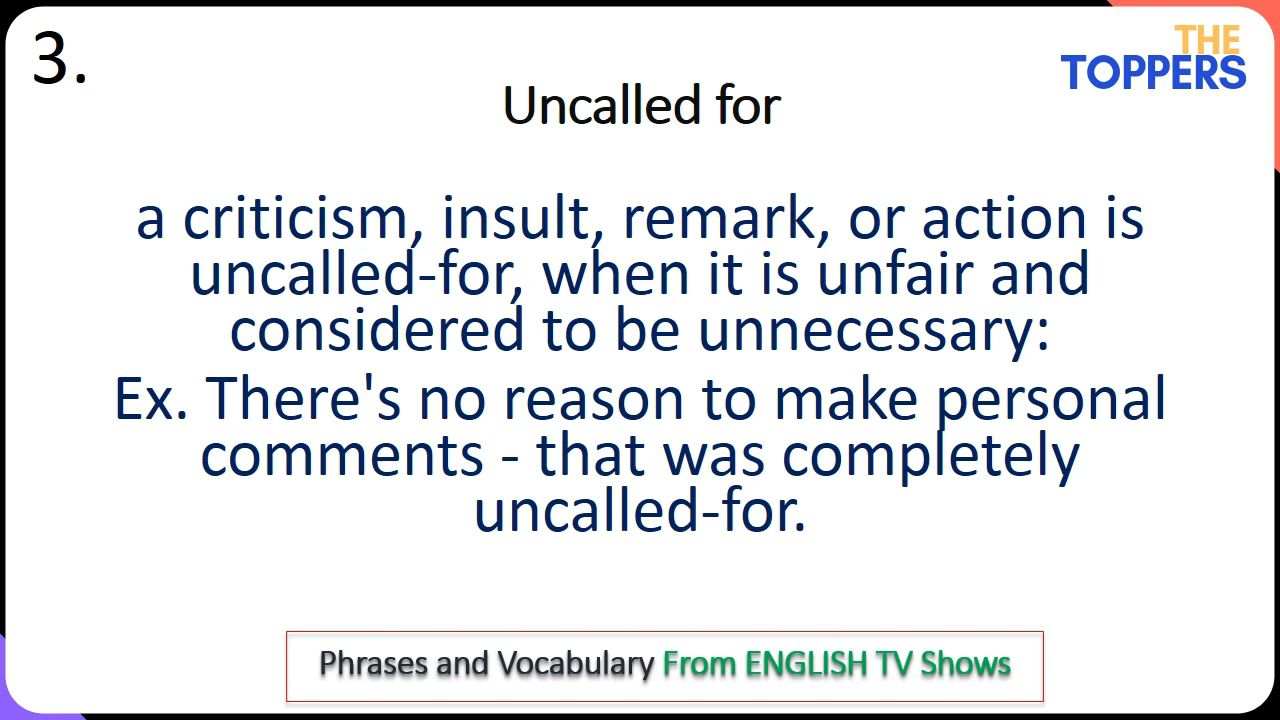 3.
THE
TOPPERS
Uncalled for
a criticism, insult, remark, or action is
uncalled-for, when it is unfair and
considered to be unnecessary:
Ex. There's no reason to make personal
comments - that was completely
uncalled-for.
Phrases and Vocabulary From ENGLISH TV Shows